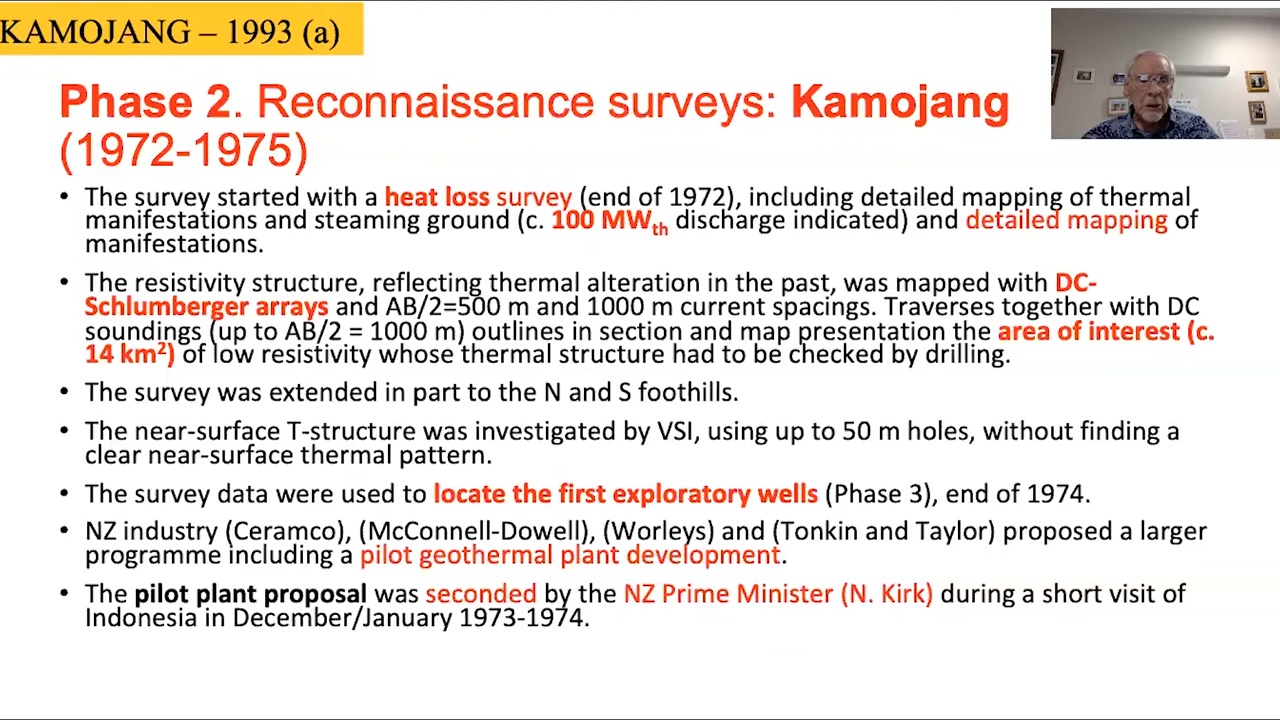 KAMOJANG – 1993 (a)
Phase 2. Reconnaissance surveys: Kamojang
(1972-1975)
• The survey started with a heat loss survey (end of 1972), including detailed mapping of thermal
manifestations and steaming ground (c. 100 MWth discharge indicated) and detailed mapping of
manifestations.
• The resistivity structure, reflecting thermal alteration in the past, was mapped with DC-
Schlumberger arrays and AB/2=500 m and 1000 m current spacings. Traverses together with DC
soundings (up to AB/2 = 1000 m) outlines in section and map presentation the area of interest (c.
14 km²) of low resistivity whose thermal structure had to be checked by drilling.
• The survey was extended in part to the N and S foothills.
• The near-surface T-structure was investigated by VSI, using up to 50 m holes, without finding a
clear near-surface thermal pattern.
• The survey data were used to locate the first exploratory wells (Phase 3), end of 1974.
• NZ industry (Ceramco), (McConnell-Dowell), (Worleys) and (Tonkin and Taylor) proposed a larger
programme including a pilot geothermal plant development.
• The pilot plant proposal was seconded by the NZ Prime Minister (N. Kirk) during a short visit of
Indonesia in December/January 1973-1974.